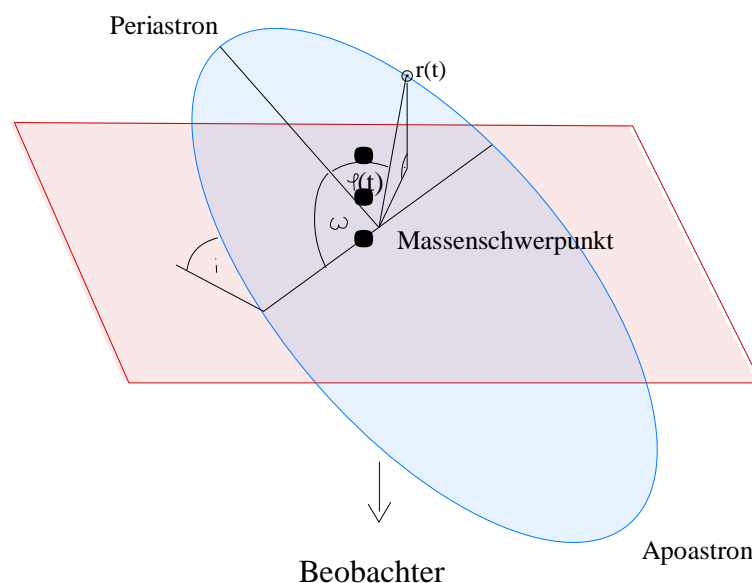 Periastron
r(t)
φ(t)
ω
Massenschwerpunkt
i
Apoastron
Beobachter